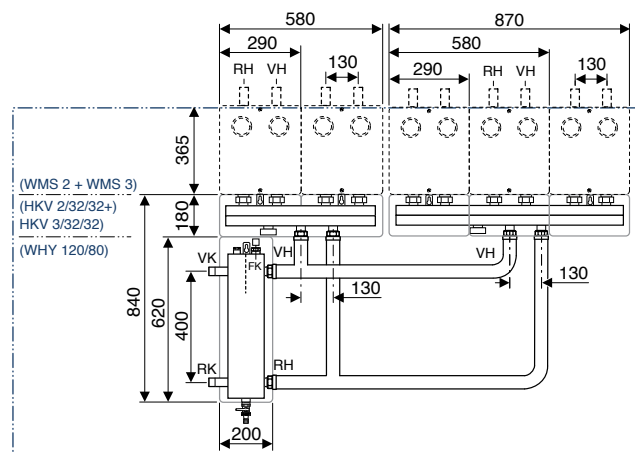 580 870
290 580
RH VH 130 290 RH VH 130
365
(WMS 2 + WMS 3)
(HKV 2/32/32+)
HKV 3/32/32)
180
(WHY 120/80)
VH VH
VK FK
130 130
840 620 400
RK RH
200